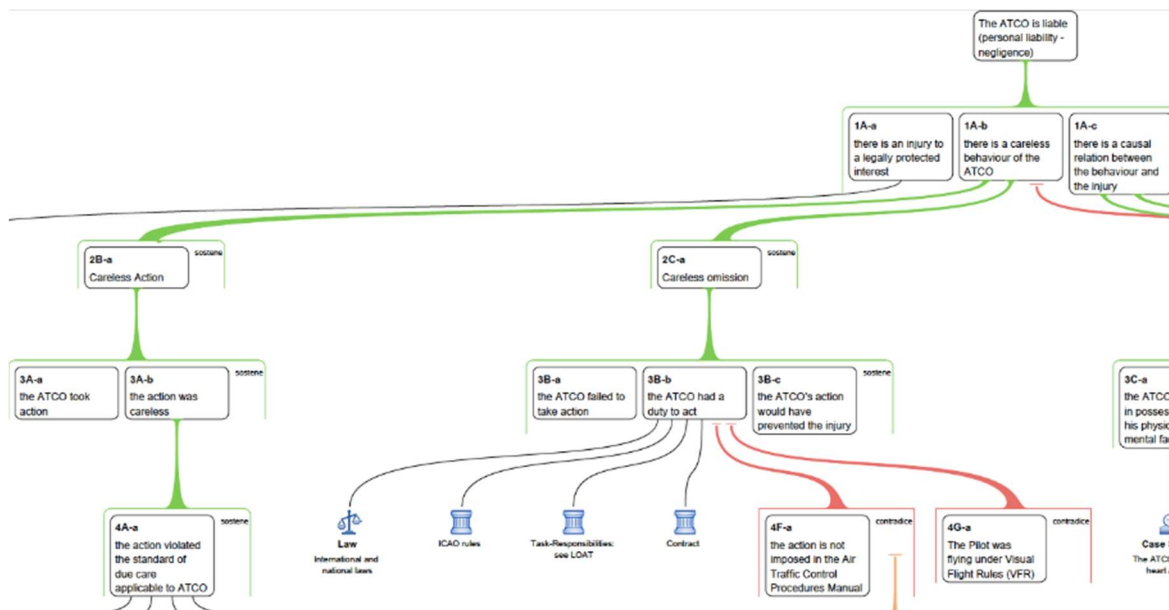 The ATCO is liable
(personal liability -
negligence)
1A-a
there is an injury to
a legally protected
interest
1A-b
there is a careless
behaviour of the
ATCO
1A-c
there is a causal
relation between
the behaviour and
the injury
2B-a
Careless Action
sostene
2C-a
Careless omission
sostene
3A-a
the ATCO took
action
3A-b
the action was
careless
sostene
3B-a
the ATCO failed to
take action
3B-b
the ATCO had a
duty to act
3B-c
the ATCO's action
would have
prevented the injury
sostene
3C-a
the ATCO
in posses
his physic
mental fa
4A-a
the action violated
the standard of
due care
applicable to ATCO
sostene
Law
International and
national laws
ICAO rules
Task-Responsibilities:
see LOAT
Contract
4F-a
the action is not
imposed in the Air
Traffic Control
Procedures Manual
contradice
4G-a
The Pilot was
flying under Visual
Flight Rules (VFR)
contradice
Case
The ATC
heart